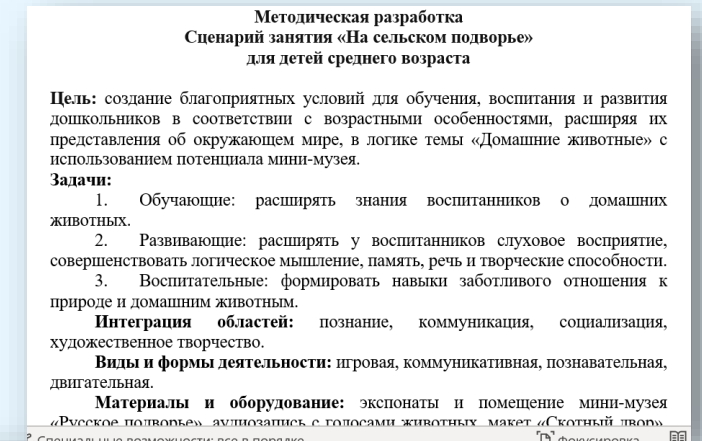 Методическая разработка
Сценарий занятия «На сельском подворье»
для детей среднего возраста
Цель: создание благоприятных условий для обучения, воспитания и развития
дошкольников в соответствии с возрастными особенностями, расширяя их
представления об окружающем мире, в логике темы «Домашние животные» с
использованием потенциала мини-музея.
Задачи:
1. Обучающие: расширять знания воспитанников о домашних
животных.
2. Развивающие: расширять у воспитанников слуховое восприятие,
совершенствовать логическое мышление, память, речь и творческие способности.
3. Воспитательные: формировать навыки заботливого отношения к
природе и домашним животным.
Интеграция областей: познание, коммуникация, социализация,
художественное творчество.
Виды и формы деятельности: игровая, коммуникативная, познавательная,
двигательная.
Материалы и оборудование: экспонаты и помещение мини-музея
«Русское подворье», аудиозапись с голосами животных, макет «Скотный двор».
Специальные возможности: все в порядке Фокусировка